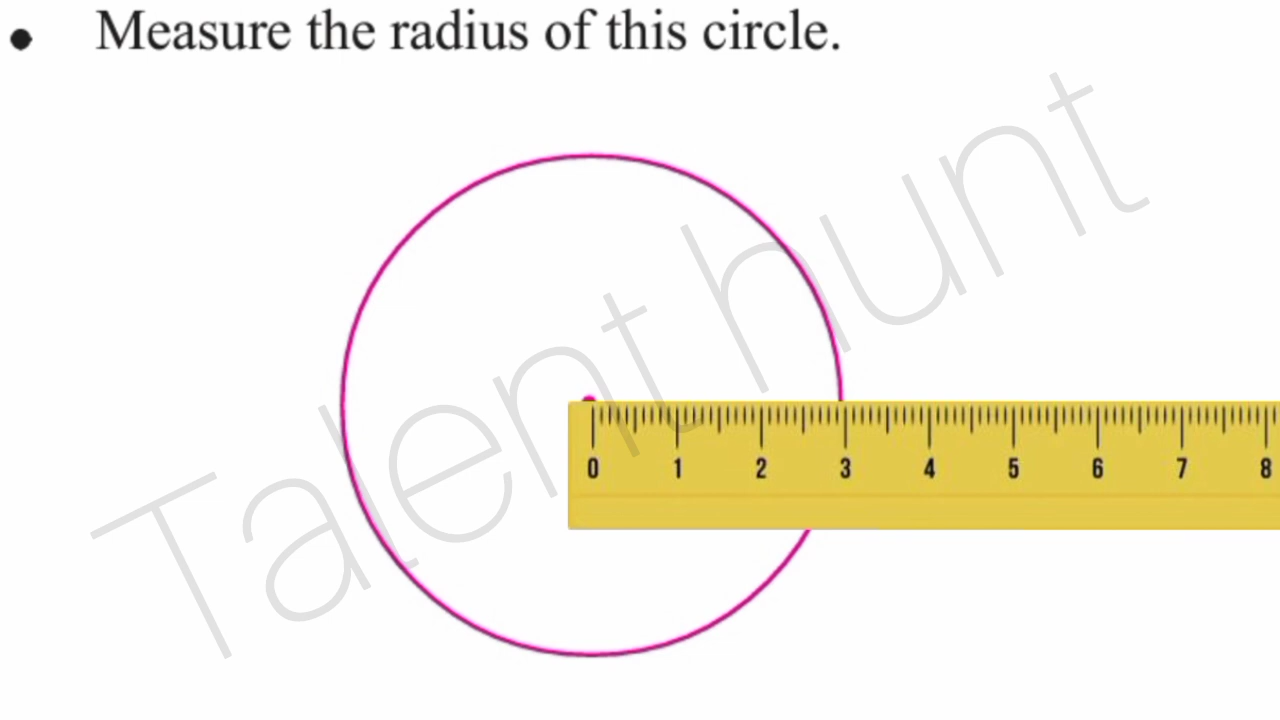 • Measure the radius of this circle.
Talent hunt
0 1 2 3 4 5 6 7 8